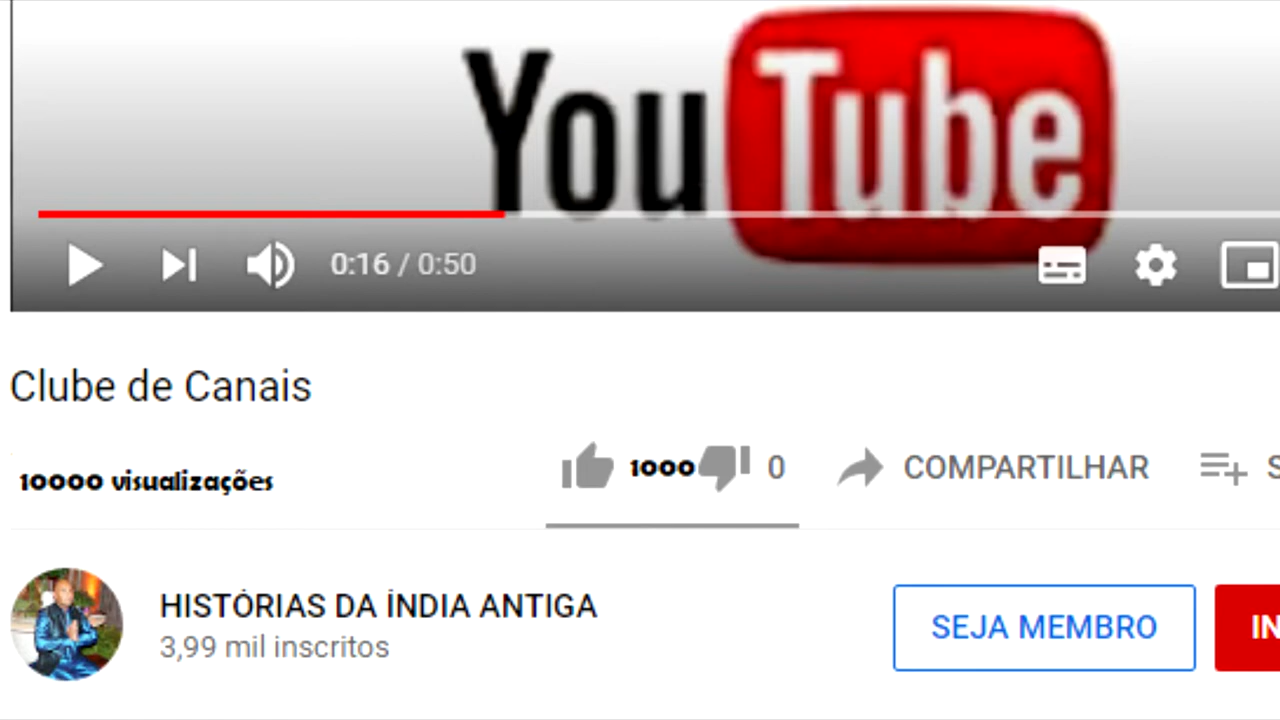 YouTube
0:16 / 0:50
Clube de Canais
10000 visualizações
1000 0 COMPARTILHAR S
HISTÓRIAS DA ÍNDIA ANTIGA
3,99 mil inscritos
SEJA MEMBRO IN